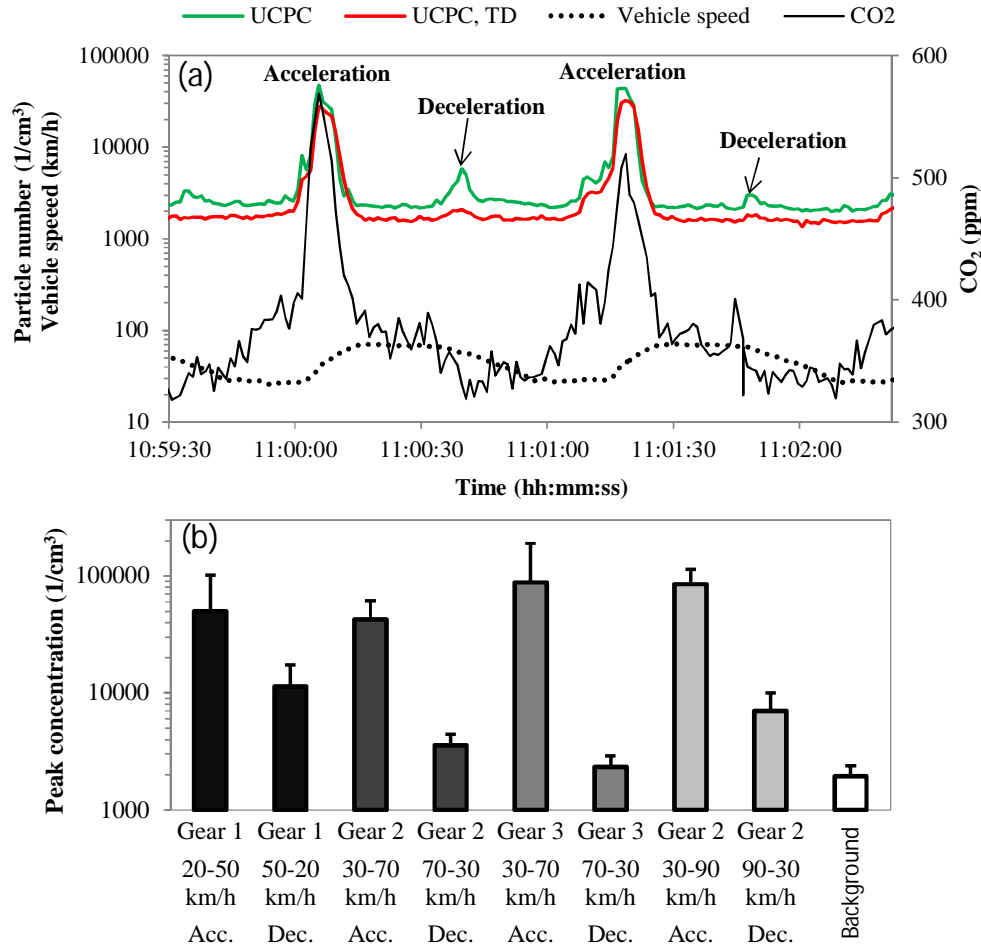 UCPC UCPC, TD Vehicle speed CO2
(a)
Acceleration
Deceleration
Acceleration
Deceleration
Particle number (1/cm³)
Vehicle speeed (km/h)
100000
10000
1000
100
10
600
500
400
300
CO₂ (ppm)
10:59:30 11:00:00 11:00:30 11:01:00 11:01:30 11:02:00
Time (hh:mm:ss)
(b)
Peak concentration (1/cm³)
100000
10000
1000
Gear 1 Gear 1 Gear 2 Gear 2 Gear 3 Gear 3 Gear 2 Gear 2
20-50 50-20 30-70 70-30 30-70 70-30 30-90 90-30
km/h km/h km/h km/h km/h km/h km/h km/h
Acc. Dec. Acc. Dec. Acc. Dec. Acc. Dec.
Background